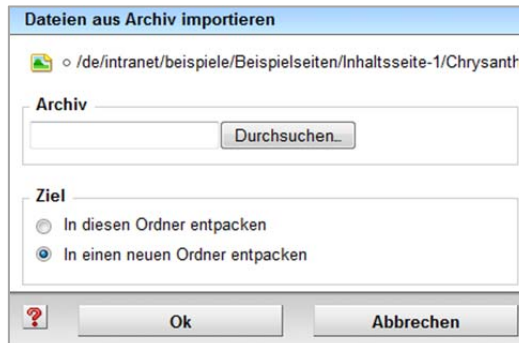 Dateien aus Archiv importieren
/de/intranet/beispiele/Beispielseiten/Inhaltsseite-1/Chrysanth
Archiv
Durchsuchen…
Ziel
In diesen Ordner entpacken
In einen neuen Ordner entpacken
? Ok Abbrechen